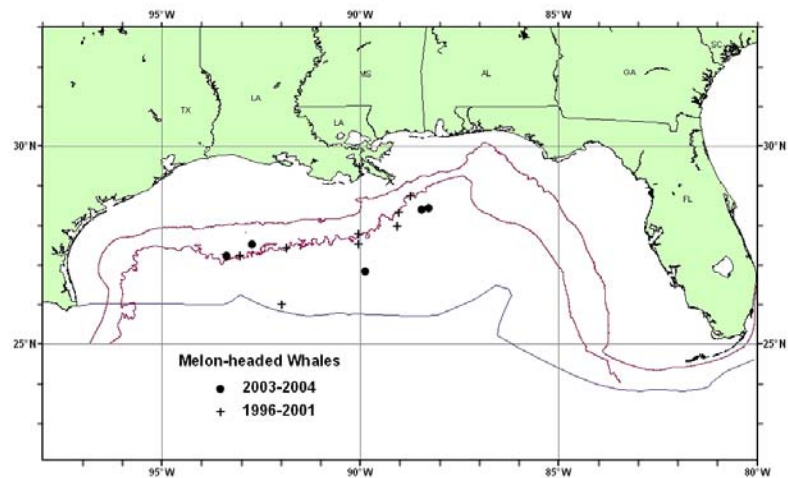 95°W 90°W 85°W
SC
MS AL GA
LA
TX
LA
30°N 30°N
FL
25°N 25°N
Melon-headed Whales
2003-2004
1996-2001
95°W 90°W 85°W 80°W